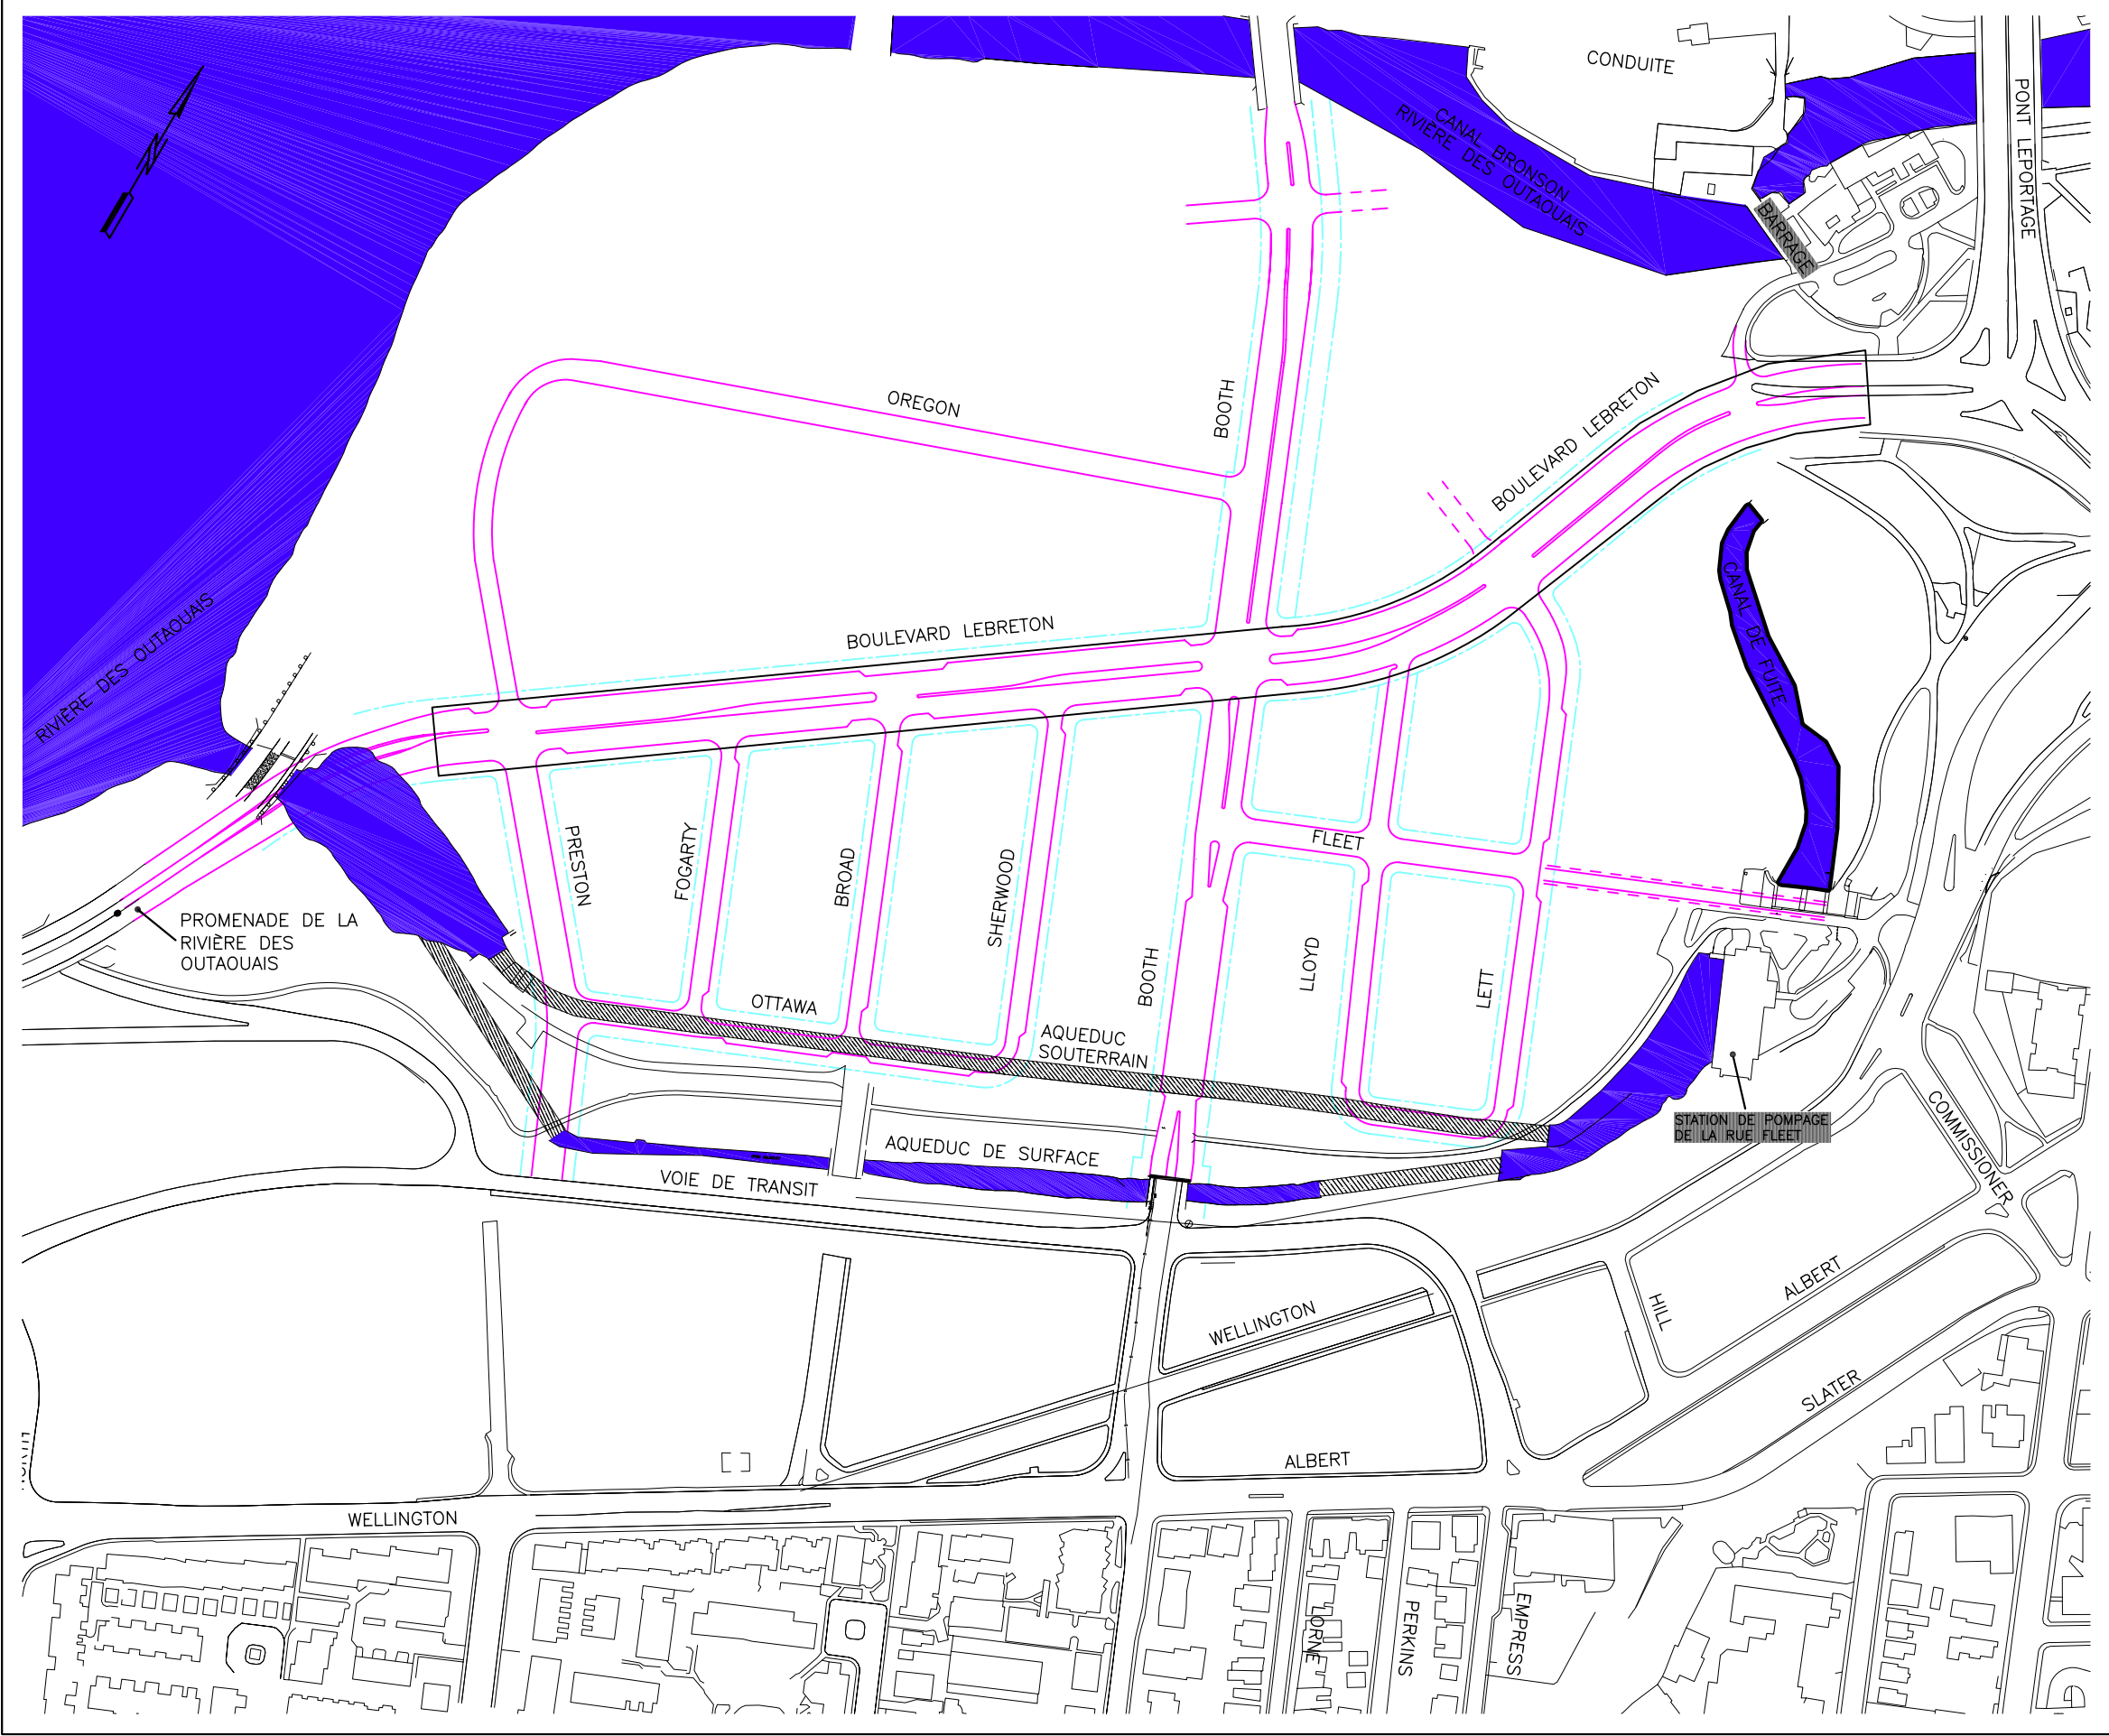 CONDUITE
CANAL BRONSON
RIVIÈRE DES OUTAOUAIS
PONT LEPORTAGE
BARRAGE
OREGON
BOOTH
BOULEVARD LEBRETON
RIVIÈRE DES OUTAOUAIS
BOULEVARD LEBRETON
CANAL DE FUITE
PRESTON
FOGARTY
BROAD
SHERWOOD
FLEET
PROMENADE DE LA
RIVIÈRE DES
OUTAOUAIS
BOOTH
LLOYD
LETT
OTTAWA
AQUEDUC
SOUTERRAIN
STATION DE POMPAGE
DE LA RUE FLEET
COMMISSIONER
AQUEDUC DE SURFACE
VOIE DE TRANSIT
WELLINGTON
HILL
ALBERT
SLATER
ALBERT
WELLINGTON
LORNE
PERKINS
EMPRESS